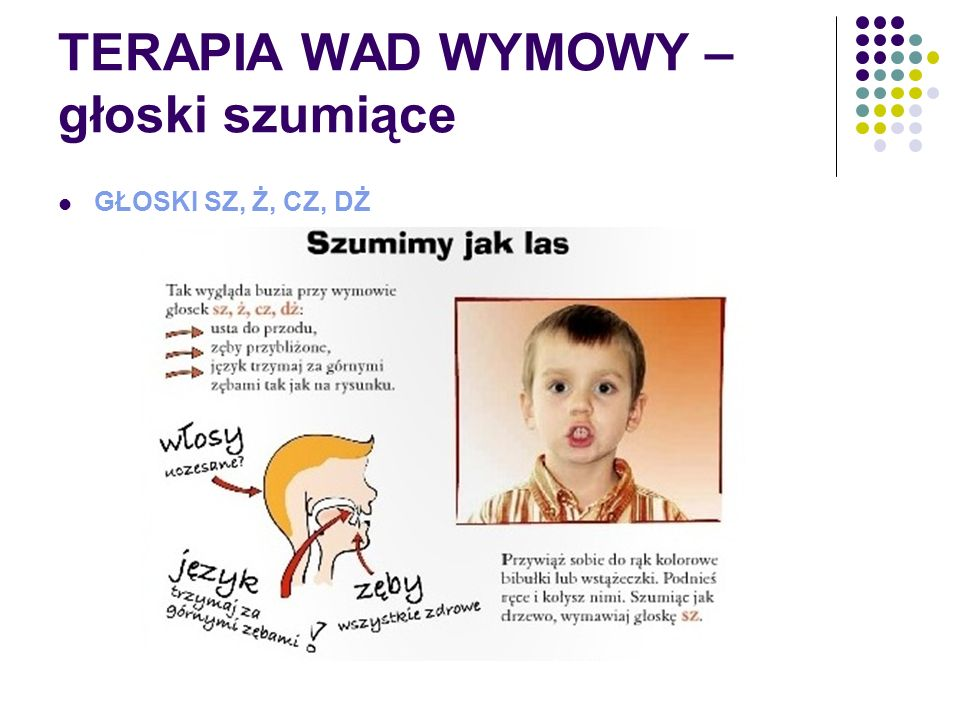 TERAPIA WAD WYMOWY –
głoski szumiące
GŁOSKI SZ, Ż, CZ, DŻ
Szumimy jak las
Tak wygląda buzia przy wymowie
głosek sz, ż, cz, dż:
usta do przodu,
zęby przybliżone,
język trzymaj za górnymi
zębami tak jak na rysunku.
włosy
uczesane?
język
trzymaj za
górnymi zębami!
zęby
wszystkie zdrowe
Przywiąż sobie do rąk kolorowe
bibułki lub wstążeczki. Podnieś
ręce i kołysz nimi. Szumiąc jak
drzewo, wymawiaj głoskę sz.